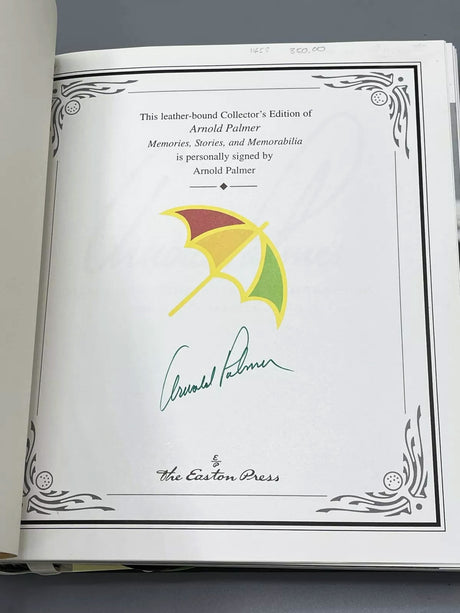 350.00
This leather-bound Collector's Edition of
Arnold Palmer
Memories, Stories, and Memorabilia
is personally signed by
Arnold Palmer
Arnold Palmer
E/P
the Easton Press